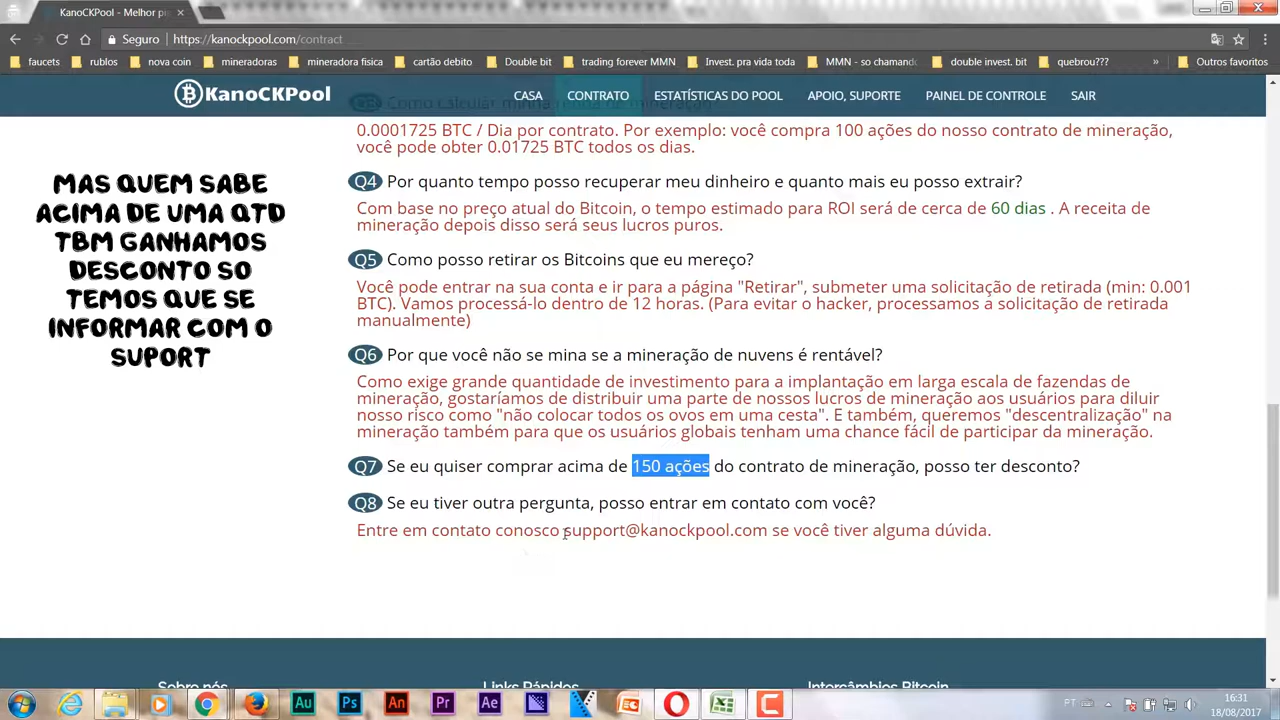 KanoCKPool - Melhor pi
Seguro
https://kanockpool.com/contract
faucets
rublos
nova coin
mineradoras
mineradora fisica
cartão debito
Double bit
trading forever MMN
Invest. pra vida toda
MMN - so chamando
double invest. bit
quebrou???
»
Outros favoritos
KanoCKPool
CASA
CONTRATO
ESTATÍSTICAS DO POOL
APOIO, SUPORTE
PAINEL DE CONTROLE
SAIR
0.0001725 BTC / Dia por contrato. Por exemplo: você compra 100 ações do nosso contrato de mineração,
você pode obter 0.01725 BTC todos os dias.
MAS QUEM SABE
ACIMA DE UMA QTD
TBM GANHAMOS
DESCONTO SO
TEMOS QUE SE
INFORMAR COM O
SUPORT
Q4 Por quanto tempo posso recuperar meu dinheiro e quanto mais eu posso extrair?
Com base no preço atual do Bitcoin, o tempo estimado para ROI será de cerca de 60 dias . A receita de
mineração depois disso será seus lucros puros.
Q5 Como posso retirar os Bitcoins que eu mereço?
Você pode entrar na sua conta e ir para a página "Retirar", submeter uma solicitação de retirada (min: 0.001
BTC). Vamos processá-lo dentro de 12 horas. (Para evitar o hacker, processamos a solicitação de retirada
manualmente)
Q6 Por que você não se mina se a mineração de nuvens é rentável?
Como exige grande quantidade de investimento para a implantação em larga escala de fazendas de
mineração, gostaríamos de distribuir uma parte de nossos lucros de mineração aos usuários para diluir
nosso risco como "não colocar todos os ovos em uma cesta". E também, queremos "descentralização" na
mineração também para que os usuários globais tenham uma chance fácil de participar da mineração.
Q7 Se eu quiser comprar acima de 150 ações do contrato de mineração, posso ter desconto?
Q8 Se eu tiver outra pergunta, posso entrar em contato com você?
Entre em contato conosco support@kanockpool.com se você tiver alguma dúvida.
Sobre nós
Links Rápidos
Intercâmbios Bitcoin
Au
Ps
An
Pr
Ae
PT
16:31
18/08/2017